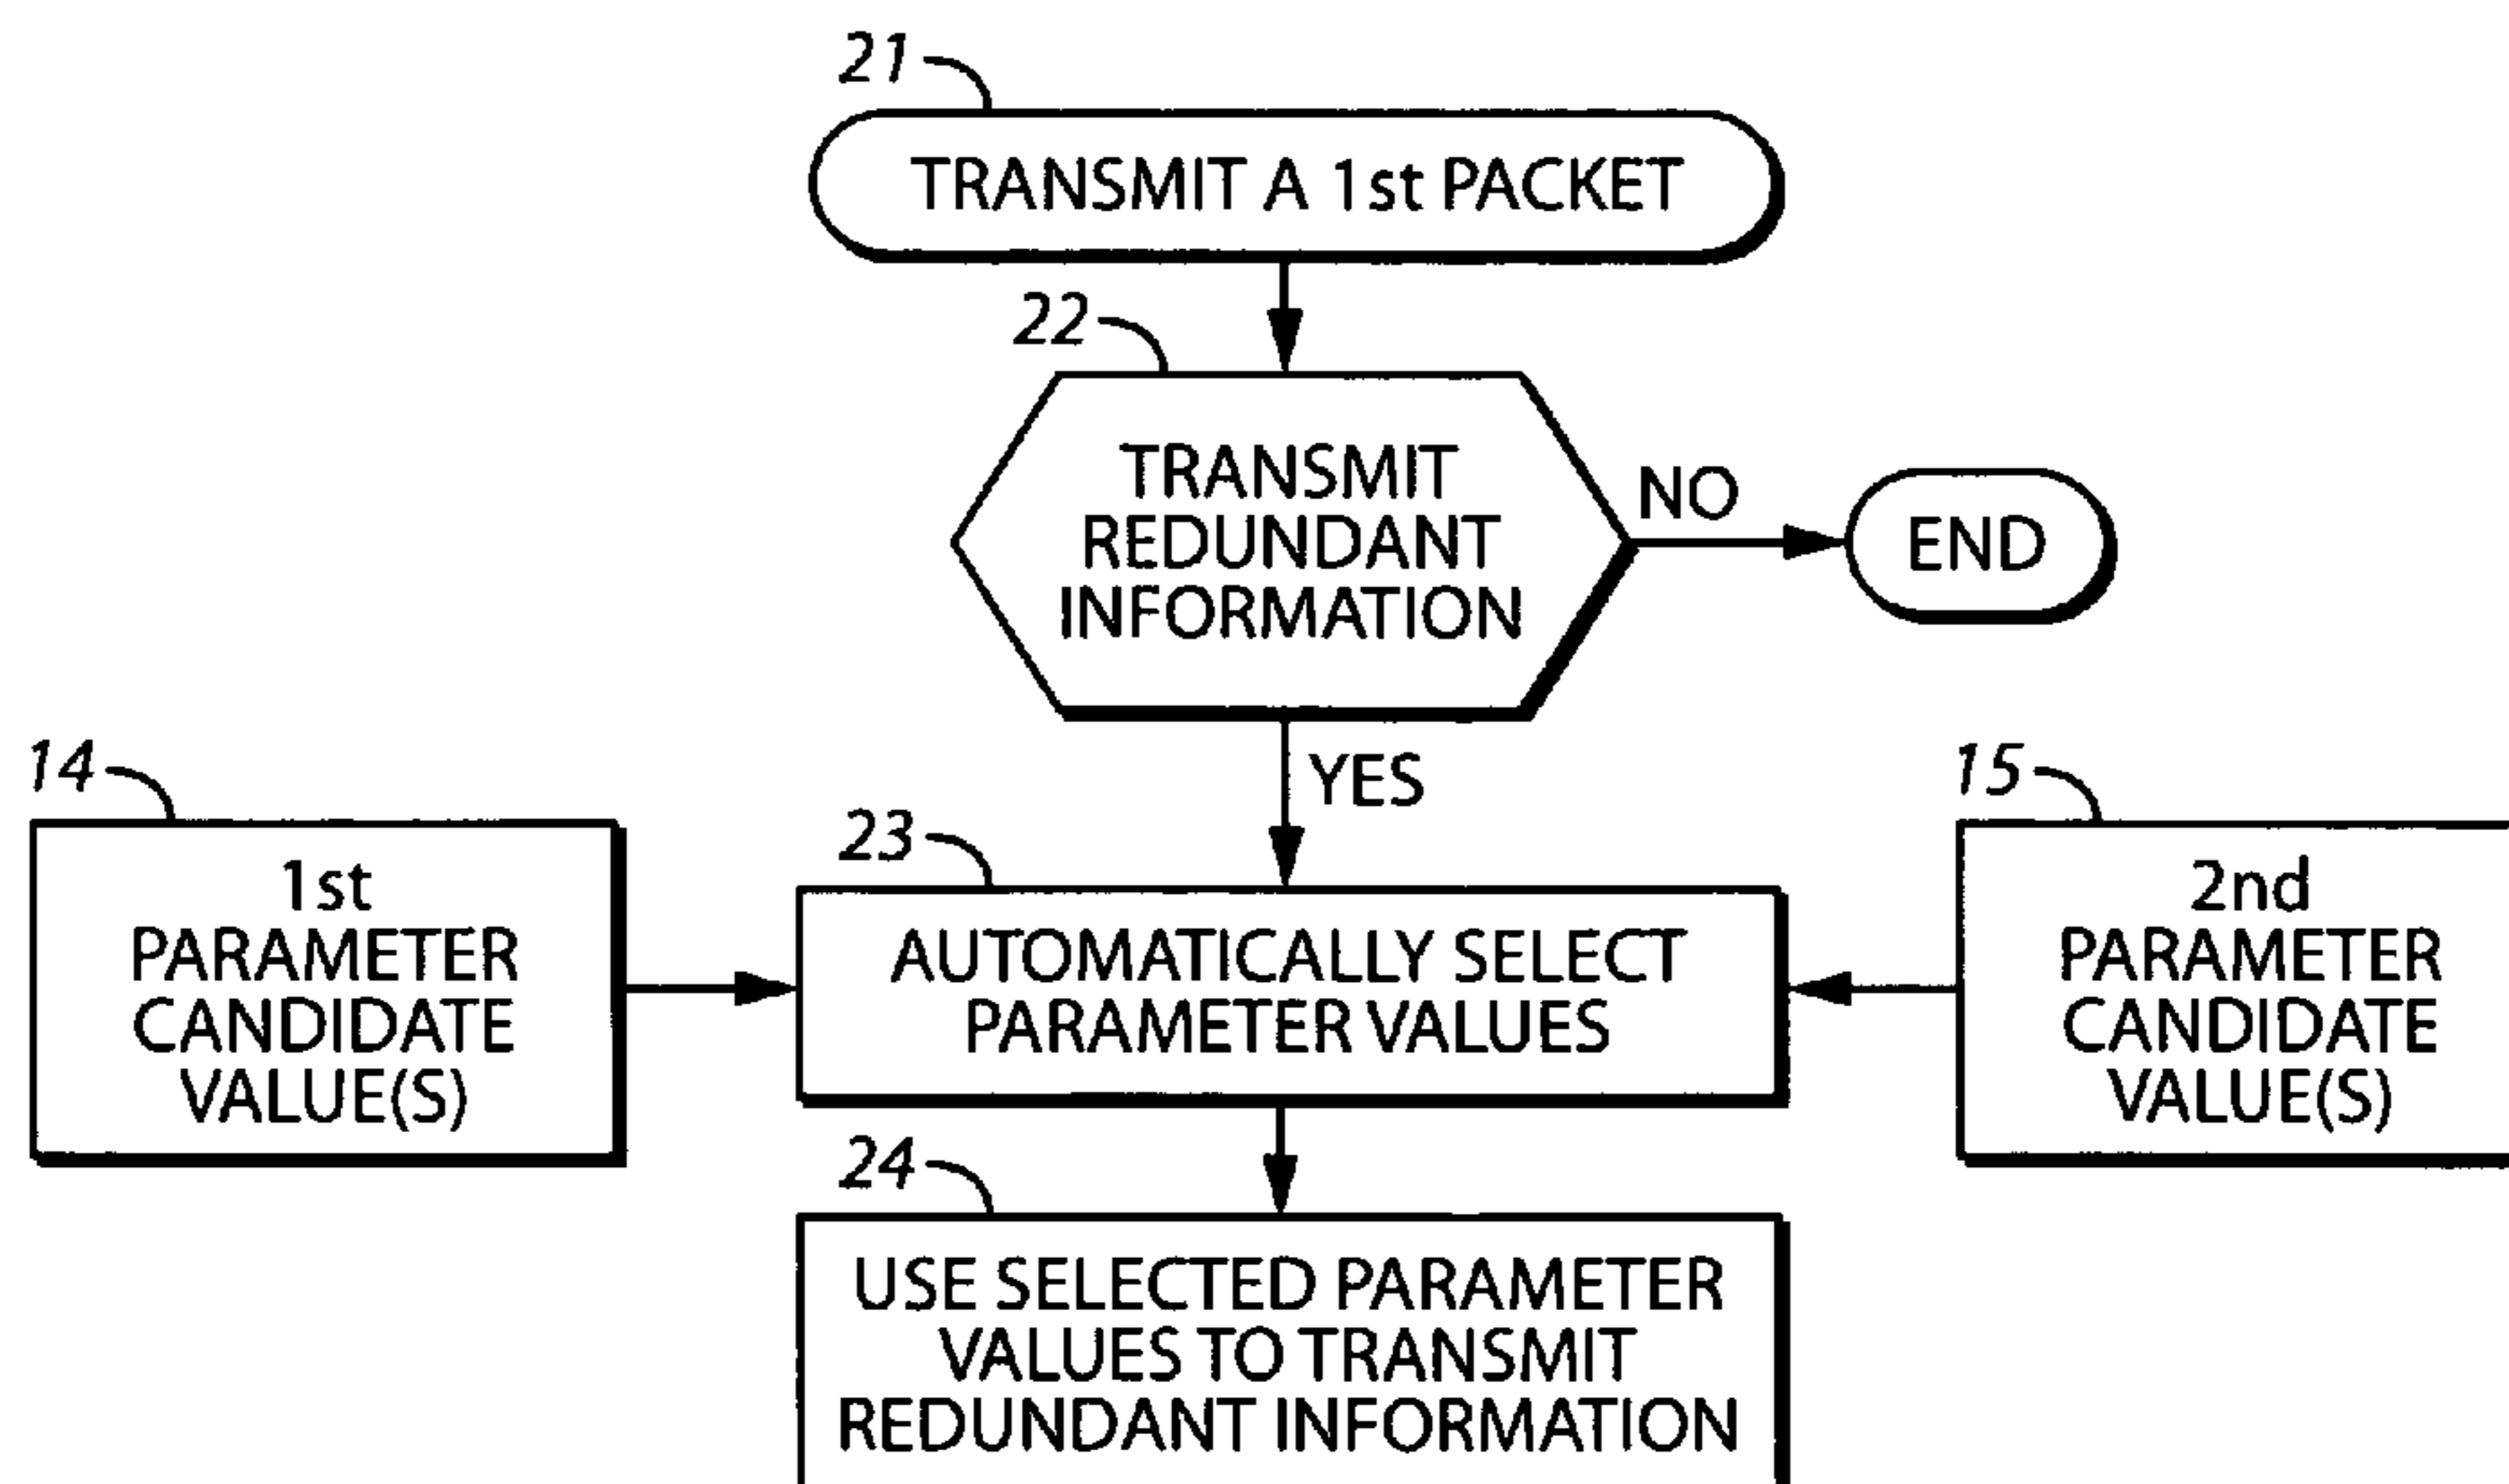 21
TRANSMIT A 1st PACKET
22
TRANSMIT
REDUNDANT
INFORMATION
NO
END
YES
14
1st
PARAMETER
CANDIDATE
VALUE(S)
23
AUTOMATICALLY SELECT
PARAMETER VALUES
15
2nd
PARAMETER
CANDIDATE
VALUE(S)
24
USE SELECTED PARAMETER
VALUES TO TRANSMIT
REDUNDANT INFORMATION